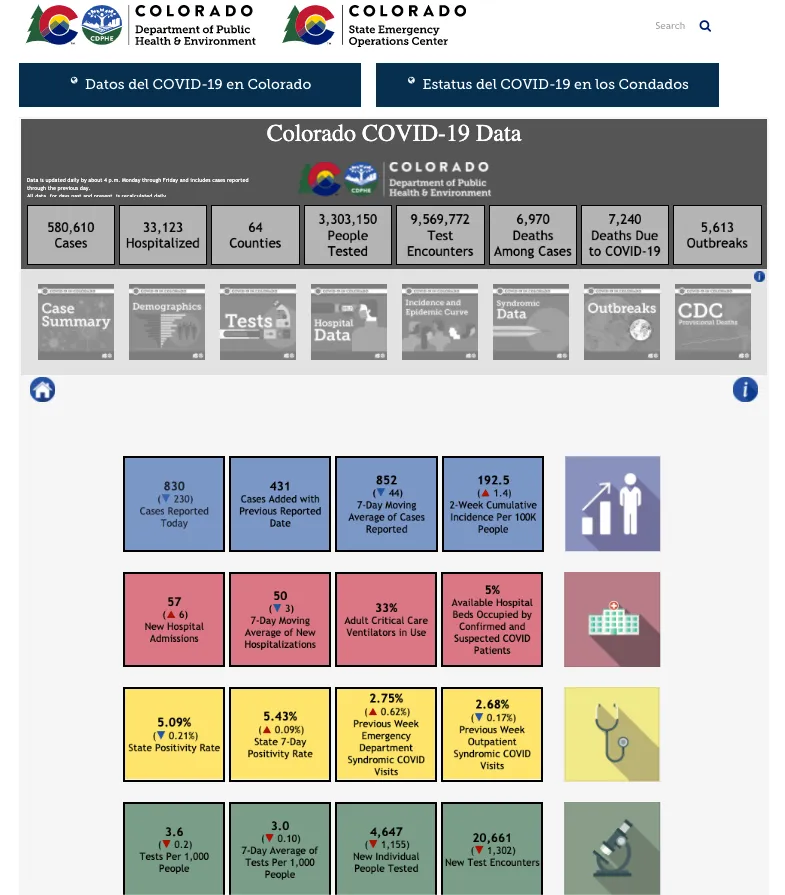 COLORADO
Department of Public
Health & Environment
CDPHE
COLORADO
State Emergency
Operations Center
Search
Datos del COVID-19 en Colorado
Estatus del COVID-19 en los Condados
Colorado COVID-19 Data
Data is updated daily by about 4 p.m. Monday through Friday and includes cases reported
through the previous day.
All data, for days past and present, is recalculated daily.
COLORADO
Department of Public
Health & Environment
CDPHE
580,610
Cases
33,123
Hospitalized
64
Counties
3,303,150
People
Tested
9,569,772
Test
Encounters
6,970
Deaths
Among Cases
7,240
Deaths Due
to COVID-19
5,613
Outbreaks
i
Case
Summary
Demographics
Tests
Hospital
Data
Incidence and
Epidemic Curve
Syndromic
Data
Outbreaks
CDC
Provisional Deaths
i
830
(▼ 230)
Cases Reported
Today
431
Cases Added with
Previous Reported
Date
852
(▼ 44)
7-Day Moving
Average of Cases
Reported
192.5
(▲ 1.4)
2-Week Cumulative
Incidence Per 100K
People
57
(▲ 6)
New Hospital
Admissions
50
(▼ 3)
7-Day Moving
Average of New
Hospitalizations
33%
Adult Critical Care
Ventilators in Use
5%
Available Hospital
Beds Occupied by
Confirmed and
Suspected COVID
Patients
5.09%
(▼ 0.21%)
State Positivity Rate
5.43%
(▲ 0.09%)
State 7-Day
Positivity Rate
2.75%
(▲ 0.62%)
Previous Week
Emergency
Department
Syndromic COVID
Visits
2.68%
(▼ 0.17%)
Previous Week
Outpatient
Syndromic COVID
Visits
3.6
(▼ 0.2)
Tests Per 1,000
People
3.0
(▼ 0.10)
7-Day Average of
Tests Per 1,000
People
4,647
(▼ 1,155)
New Individual
People Tested
20,661
(▼ 1,302)
New Test Encounters